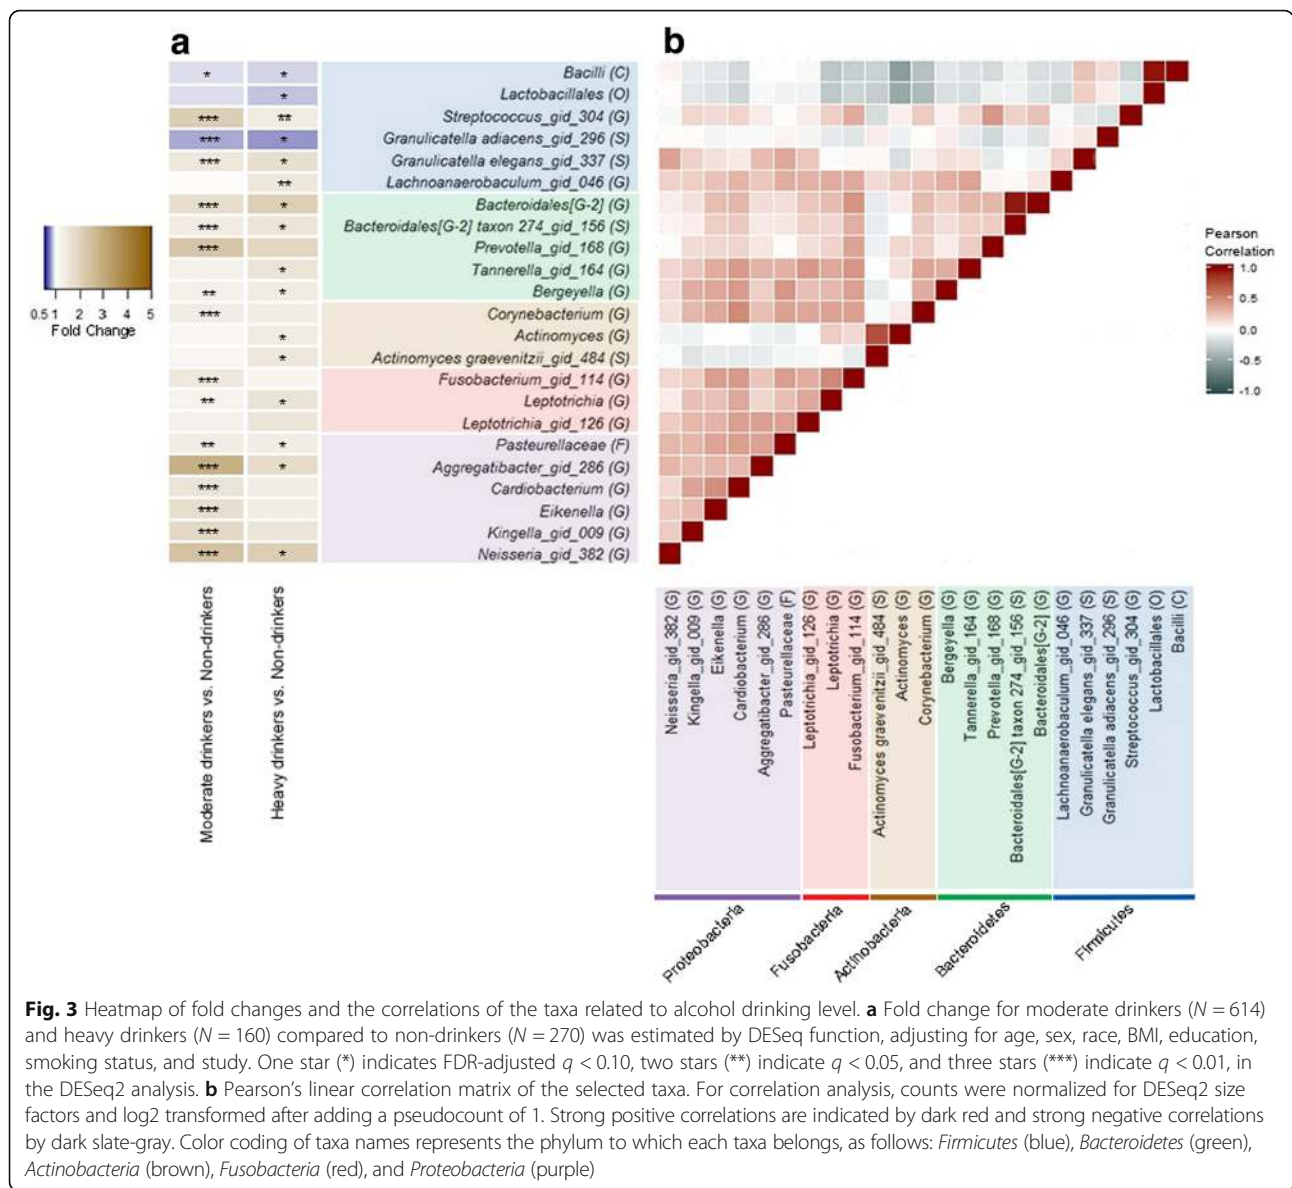 a
b
* * Bacilli (C)
* Lactobacillales (O)
*** ** Streptococcus_gid_304 (G)
*** * Granulicatella adiacens_gid_296 (S)
*** * Granulicatella elegans_gid_337 (S)
** Lachnoanaerobaculum_gid_046 (G)
*** * Bacteroidales[G-2] (G)
*** * Bacteroidales[G-2] taxon 274_gid_156 (S)
*** Prevotella_gid_168 (G)
* Tannerella_gid_164 (G)
** * Bergeyella (G)
*** Corynebacterium (G)
* Actinomyces (G)
* Actinomyces graevenitzii_gid_484 (S)
*** Fusobacterium_gid_114 (G)
** * Leptotrichia (G)
Leptotrichia_gid_126 (G)
** * Pasteurellaceae (F)
*** * Aggregatibacter_gid_286 (G)
*** Cardiobacterium (G)
*** Eikenella (G)
*** Kingella_gid_009 (G)
*** * Neisseria_gid_382 (G)
0.5 1 2 3 4 5
Fold Change
Pearson
Correlation
1.0
0.5
0.0
-0.5
-1.0
Moderate drinkers vs. Non-drinkers
Heavy drinkers vs. Non-drinkers
Neisseria_gid_382 (G)
Kingella_gid_009 (G)
Eikenella (G)
Cardiobacterium (G)
Aggregatibacter_gid_286 (G)
Pasteurellaceae (F)
Leptotrichia_gid_126 (G)
Leptotrichia (G)
Fusobacterium_gid_114 (G)
Actinomyces graevenitzii_gid_484 (S)
Actinomyces (G)
Corynebacterium (G)
Bergeyella (G)
Tannerella_gid_164 (G)
Prevotella_gid_168 (G)
Bacteroidales[G-2] taxon 274_gid_156 (S)
Bacteroidales[G-2] (G)
Lachnoanaerobaculum_gid_046 (G)
Granulicatella elegans_gid_337 (S)
Granulicatella adiacens_gid_296 (S)
Streptococcus_gid_304 (G)
Lactobacillales (O)
Bacilli (C)
Proteobacteria
Fusobacteria
Actinobacteria
Bacteroidetes
Firmicutes
Fig. 3 Heatmap of fold changes and the correlations of the taxa related to alcohol drinking level. a Fold change for moderate drinkers (N = 614)
and heavy drinkers (N = 160) compared to non-drinkers (N = 270) was estimated by DESeq function, adjusting for age, sex, race, BMI, education,
smoking status, and study. One star (*) indicates FDR-adjusted q < 0.10, two stars (**) indicate q < 0.05, and three stars (***) indicate q < 0.01, in
the DESeq2 analysis. b Pearson's linear correlation matrix of the selected taxa. For correlation analysis, counts were normalized for DESeq2 size
factors and log2 transformed after adding a pseudocount of 1. Strong positive correlations are indicated by dark red and strong negative correlations
by dark slate-gray. Color coding of taxa names represents the phylum to which each taxa belongs, as follows: Firmicutes (blue), Bacteroidetes (green),
Actinobacteria (brown), Fusobacteria (red), and Proteobacteria (purple)